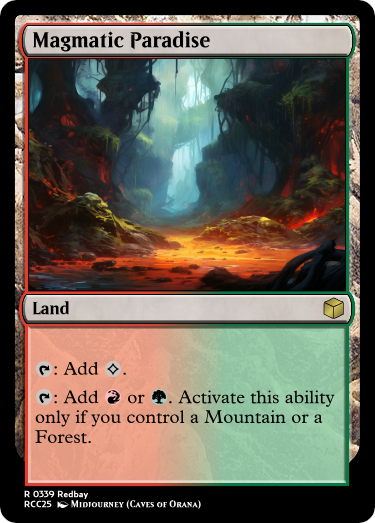 Magmatic Paradise
Land
: Add .
: Add or . Activate this ability
only if you control a Mountain or a
Forest.
R 0339 Redbay
RCC25 Midjourney (Caves of Orana)